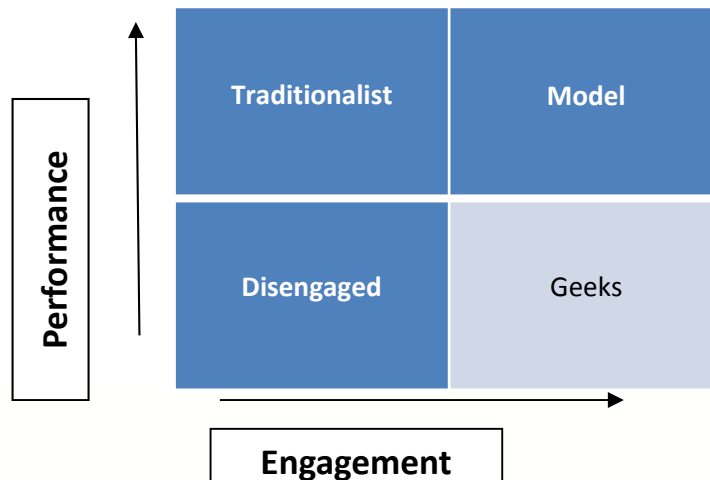 Traditionalist
Model
Performance
Disengaged
Geeks
Engagement